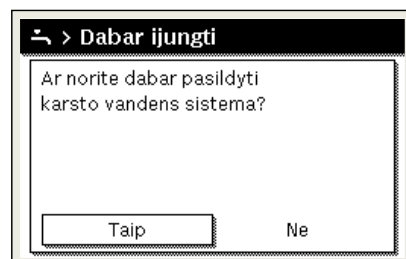 > Dabar ijungti
Ar norite dabar pasildyti
karsto vandens sistema?
Taip Ne